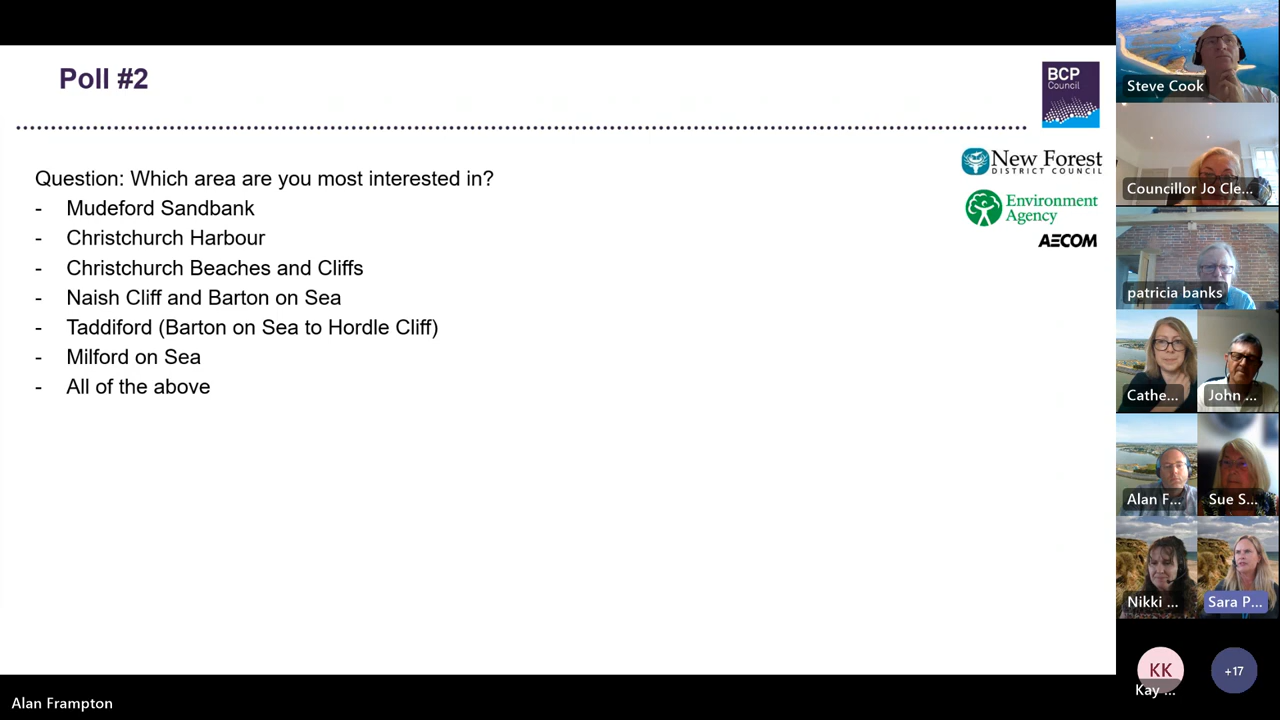 Poll #2
BCP
Council
New Forest
DISTRICT COUNCIL
Environment
Agency
AECOM
Question: Which area are you most interested in?
- Mudeford Sandbank
- Christchurch Harbour
- Christchurch Beaches and Cliffs
- Naish Cliff and Barton on Sea
- Taddiford (Barton on Sea to Hordle Cliff)
- Milford on Sea
- All of the above
Steve Cook
Councillor Jo Cle...
patricia banks
Cathe...
John ...
Alan F...
Sue S...
Nikki ...
Sara P...
KK
Kay ...
+17
Alan Frampton